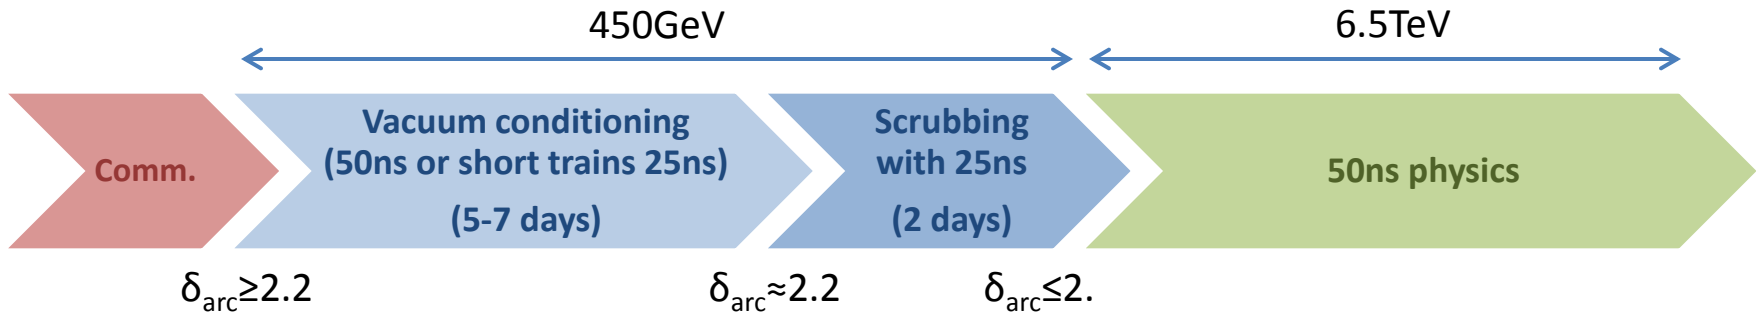 450GeV
6.5TeV
Comm.
Vacuum conditioning
(50ns or short trains 25ns)
(5-7 days)
Scrubbing
with 25ns
(2 days)
50ns physics
δarc≥2.2
δarc≈2.2
δarc≤2.